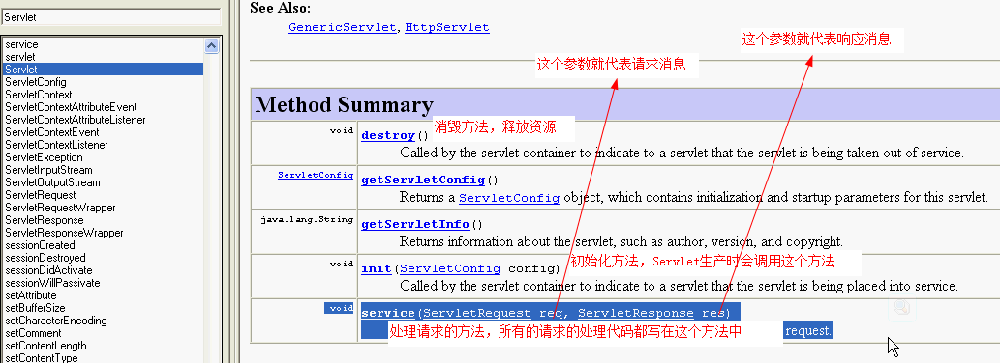 Servlet
service
servlet
Servlet
ServletConfig
ServletContext
ServletContextAttributeEvent
ServletContextAttributeListener
ServletContextEvent
ServletContextListener
ServletException
ServletInputStream
ServletOutputStream
ServletRequest
ServletRequestWrapper
ServletResponse
ServletResponseWrapper
sessionCreated
sessionDestroyed
sessionDidActivate
sessionWillPassivate
setAttribute
setBufferSize
setCharacterEncoding
setComment
setContentLength
setContentType
See Also:
GenericServlet, HttpServlet
这个参数就代表响应消息
这个参数就代表请求消息
Method Summary
void destroy() 消毁方法，释放资源
Called by the servlet container to indicate to a servlet that the servlet is being taken out of service.
ServletConfig getServletConfig()
Returns a ServletConfig object, which contains initialization and startup parameters for this servlet.
java.lang.String getServletInfo()
Returns information about the servlet, such as author, version, and copyright.
void init(ServletConfig config) 初始化方法，Servlet生产时会调用这个方法
Called by the servlet container to indicate to a servlet that the servlet is being placed into service.
void service(ServletRequest req, ServletResponse res)
处理请求的方法，所有的请求的处理代码都写在这个方法中 request.